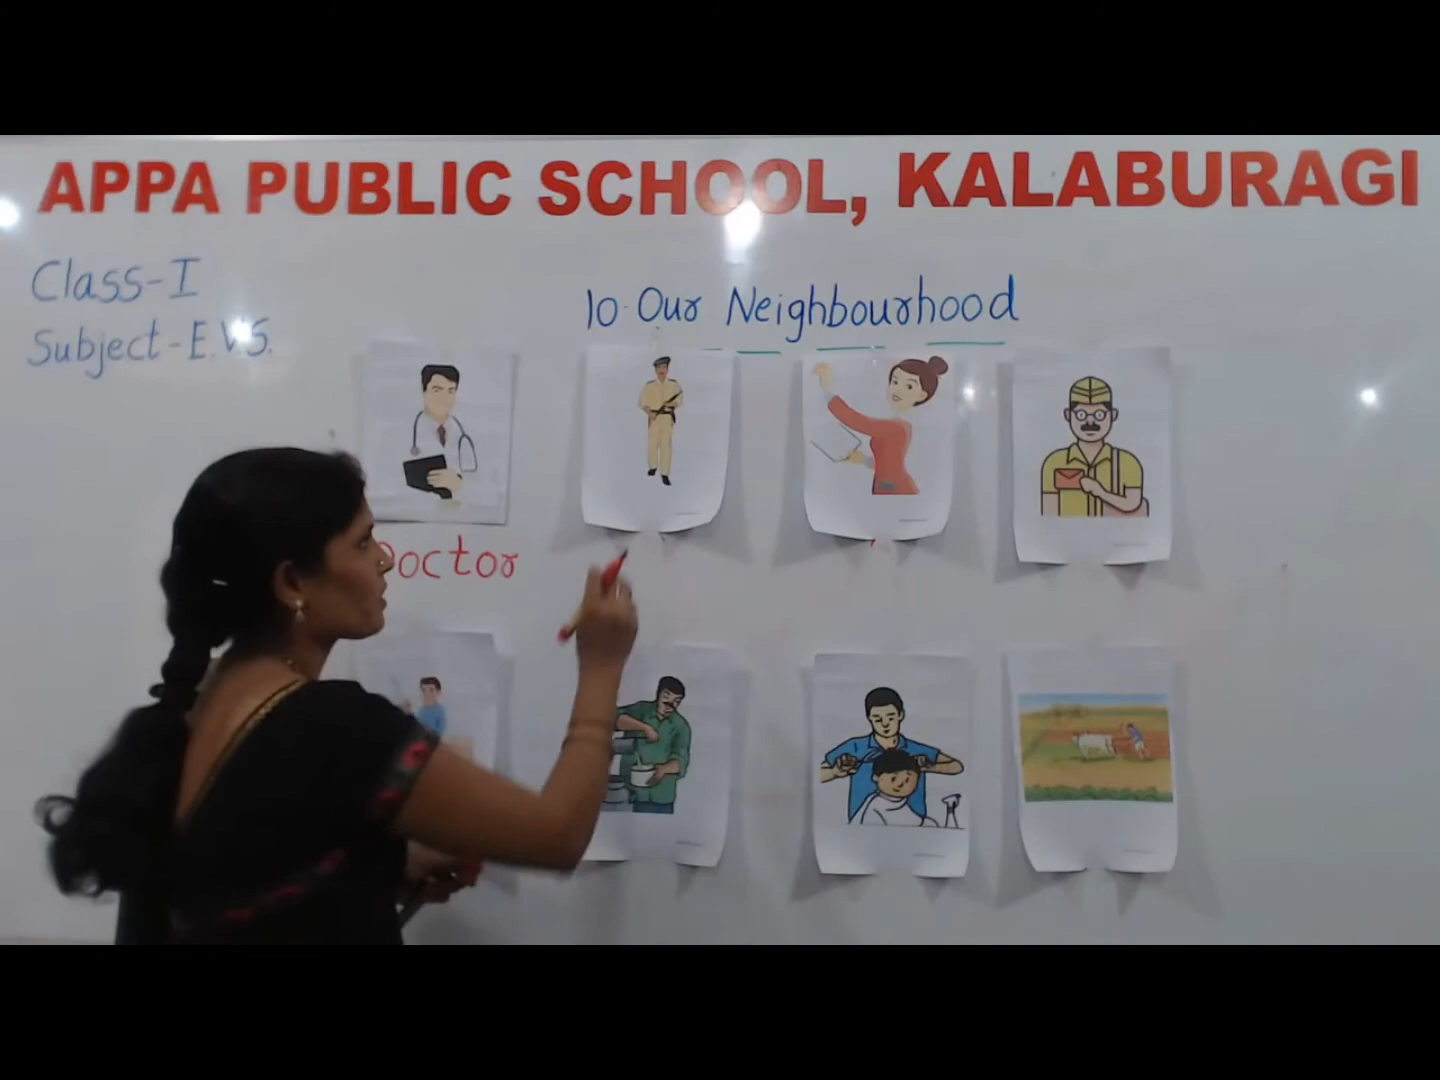 APPA PUBLIC SCHOOL, KALABURAGI
Class-I
Subject-E.V.S.
10. Our Neighbourhood
Doctor